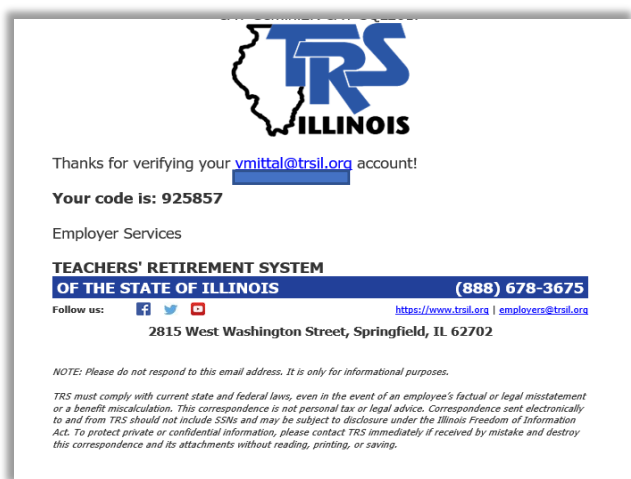 TRS
ILLINOIS
Thanks for verifying your vmittal@trsil.org account!
Your code is: 925857
Employer Services
TEACHERS' RETIREMENT SYSTEM
OF THE STATE OF ILLINOIS (888) 678-3675
Follow us: https://www.trsil.org | employers@trsil.org
2815 West Washington Street, Springfield, IL 62702
NOTE: Please do not respond to this email address. It is only for informational purposes.
TRS must comply with current state and federal laws, even in the event of an employee's factual or legal misstatement
or a benefit miscalculation. This correspondence is not personal tax or legal advice. Correspondence sent electronically
to and from TRS should not include SSNs and may be subject to disclosure under the Illinois Freedom of Information
Act. To protect private or confidential information, please contact TRS immediately if received by mistake and destroy
this correspondence and its attachments without reading, printing, or saving.